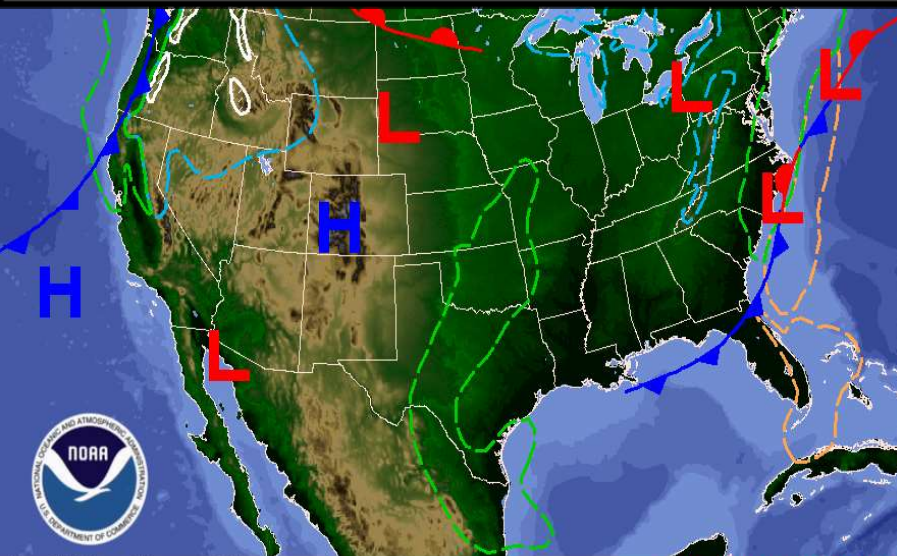 L
L
L
L
H
H
L
NOAA
NATIONAL OCEANIC AND ATMOSPHERIC ADMINISTRATION
U.S. DEPARTMENT OF COMMERCE